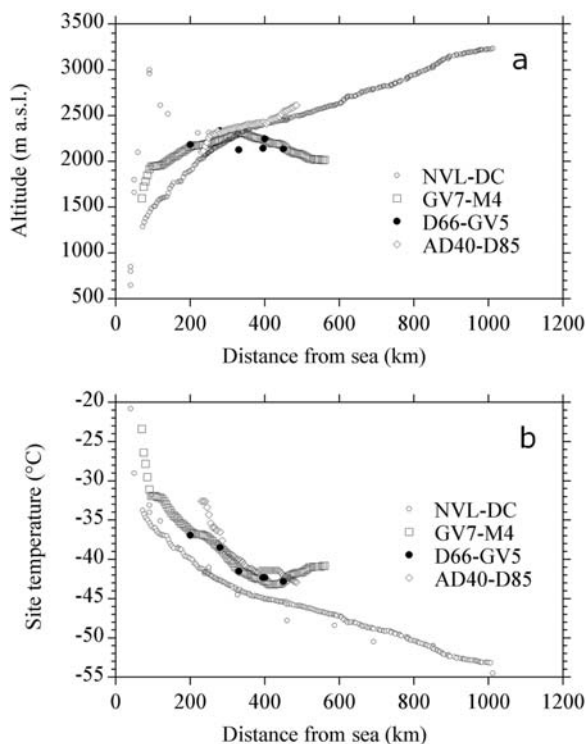 3500
a
3000
2500
2000
1500
1000
500
Altitude (m a.s.l.)
NVL-DC
GV7-M4
D66-GV5
AD40-D85
0 200 400 600 800 1000 1200
Distance from sea (km)
-20
b
-25
-30
-35
-40
-45
-50
-55
Site temperature (°C)
NVL-DC
GV7-M4
D66-GV5
AD40-D85
0 200 400 600 800 1000 1200
Distance from sea (km)